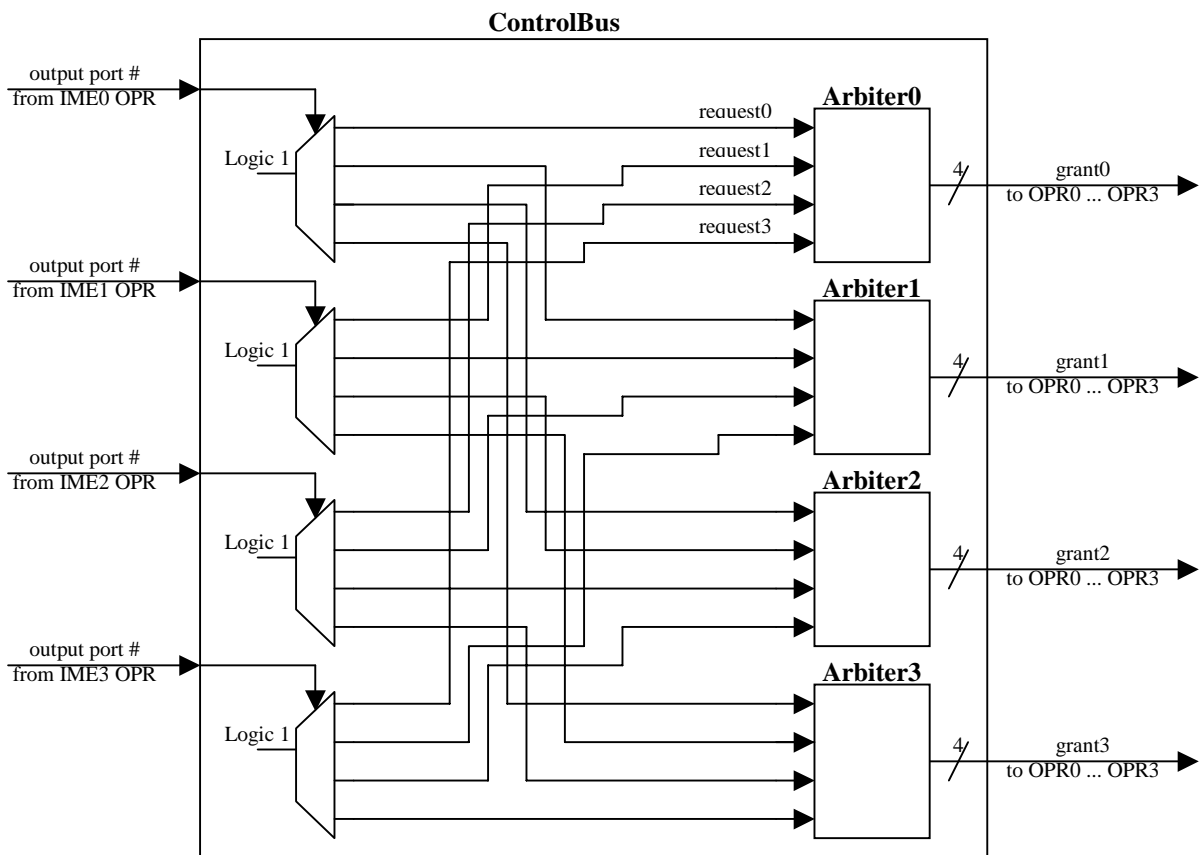 ControlBus
output port #
from IME0 OPR
Logic 1
request0
request1
request2
request3
Arbiter0
4
grant0
to OPR0 ... OPR3
output port #
from IME1 OPR
Logic 1
Arbiter1
4
grant1
to OPR0 ... OPR3
output port #
from IME2 OPR
Logic 1
Arbiter2
4
grant2
to OPR0 ... OPR3
output port #
from IME3 OPR
Logic 1
Arbiter3
4
grant3
to OPR0 ... OPR3